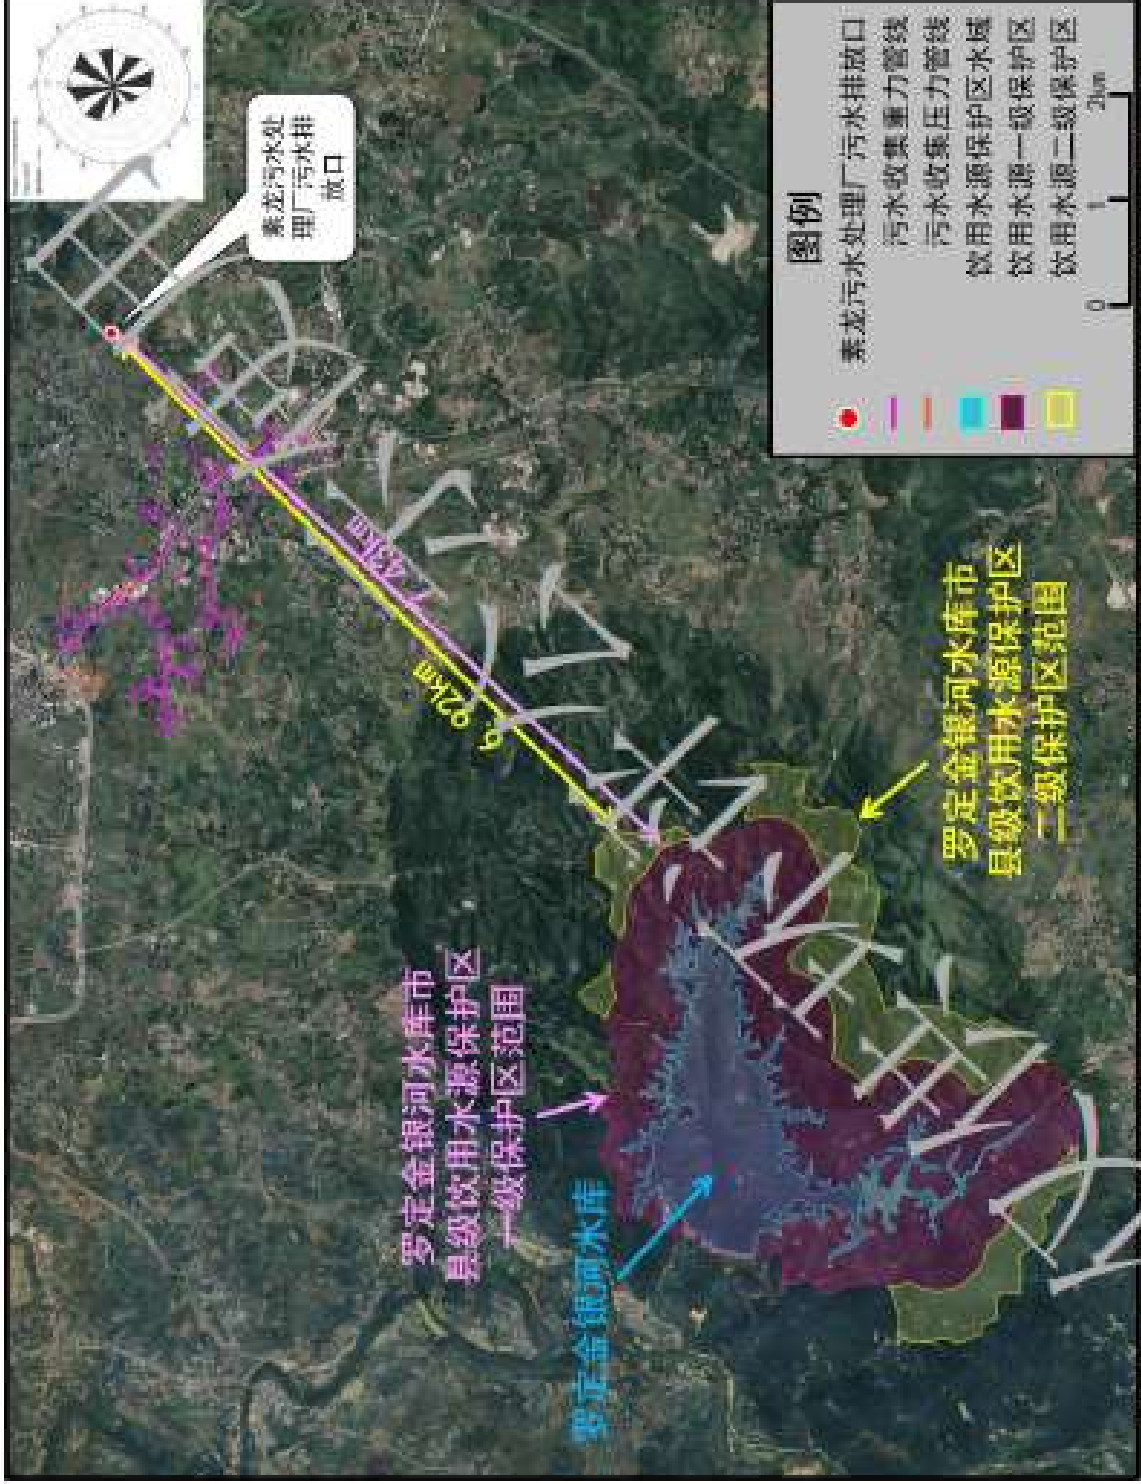 素龙污水处
理厂污水排
放口
6.92km
罗定金银河水库市
县级饮用水源保护区
一级保护区范围
罗定金银河水库
罗定金银河水库市
县级饮用水源保护区
二级保护区范围
图例
素龙污水处理厂污水排放口
污水收集重力管线
污水收集压力管线
饮用水源保护区水域
饮用水源一级保护区
饮用水源二级保护区
0 1 2km